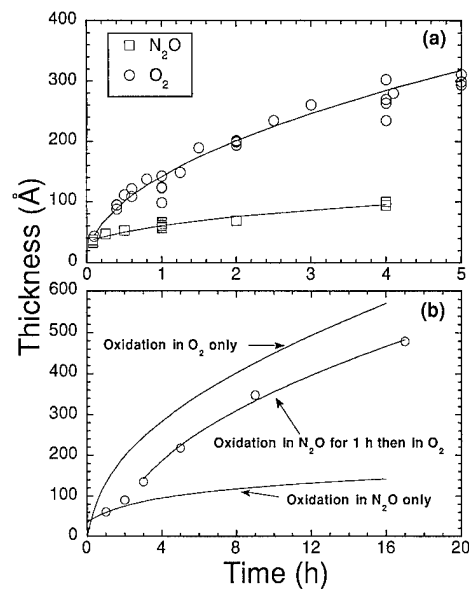 (a)
N₂O
O₂
400
300
200
100
0
0 1 2 3 4 5
Thickness (Å)
(b)
600
500
400
300
200
100
0
Oxidation in O₂ only
Oxidation in N₂O for 1 h then in O₂
Oxidation in N₂O only
0 4 8 12 16 20
Time (h)